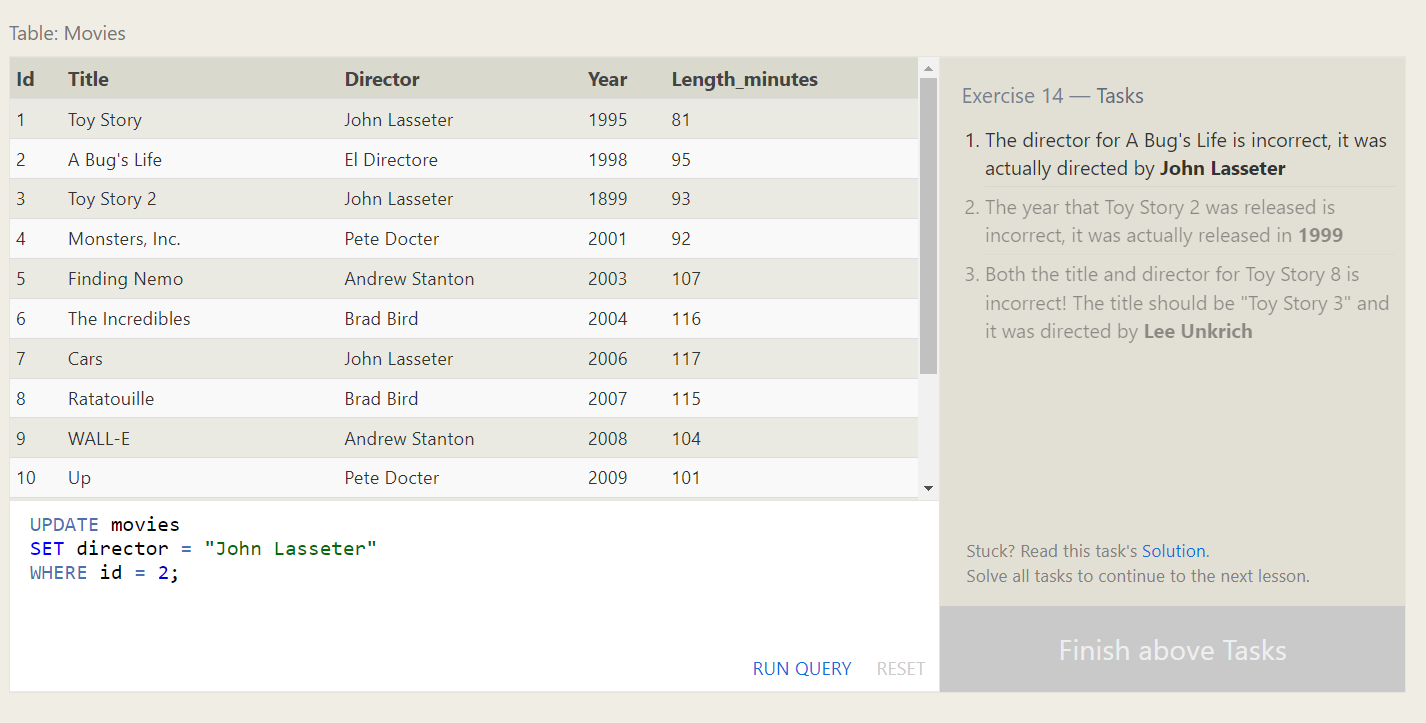 Table: Movies
Id Title Director Year Length_minutes
1 Toy Story John Lasseter 1995 81
2 A Bug's Life El Directore 1998 95
3 Toy Story 2 John Lasseter 1899 93
4 Monsters, Inc. Pete Docter 2001 92
5 Finding Nemo Andrew Stanton 2003 107
6 The Incredibles Brad Bird 2004 116
7 Cars John Lasseter 2006 117
8 Ratatouille Brad Bird 2007 115
9 WALL-E Andrew Stanton 2008 104
10 Up Pete Docter 2009 101
UPDATE movies
SET director = "John Lasseter"
WHERE id = 2;
RUN QUERY RESET
Exercise 14 — Tasks
1. The director for A Bug's Life is incorrect, it was
actually directed by John Lasseter
2. The year that Toy Story 2 was released is
incorrect, it was actually released in 1999
3. Both the title and director for Toy Story 8 is
incorrect! The title should be "Toy Story 3" and
it was directed by Lee Unkrich
Stuck? Read this task's Solution.
Solve all tasks to continue to the next lesson.
Finish above Tasks